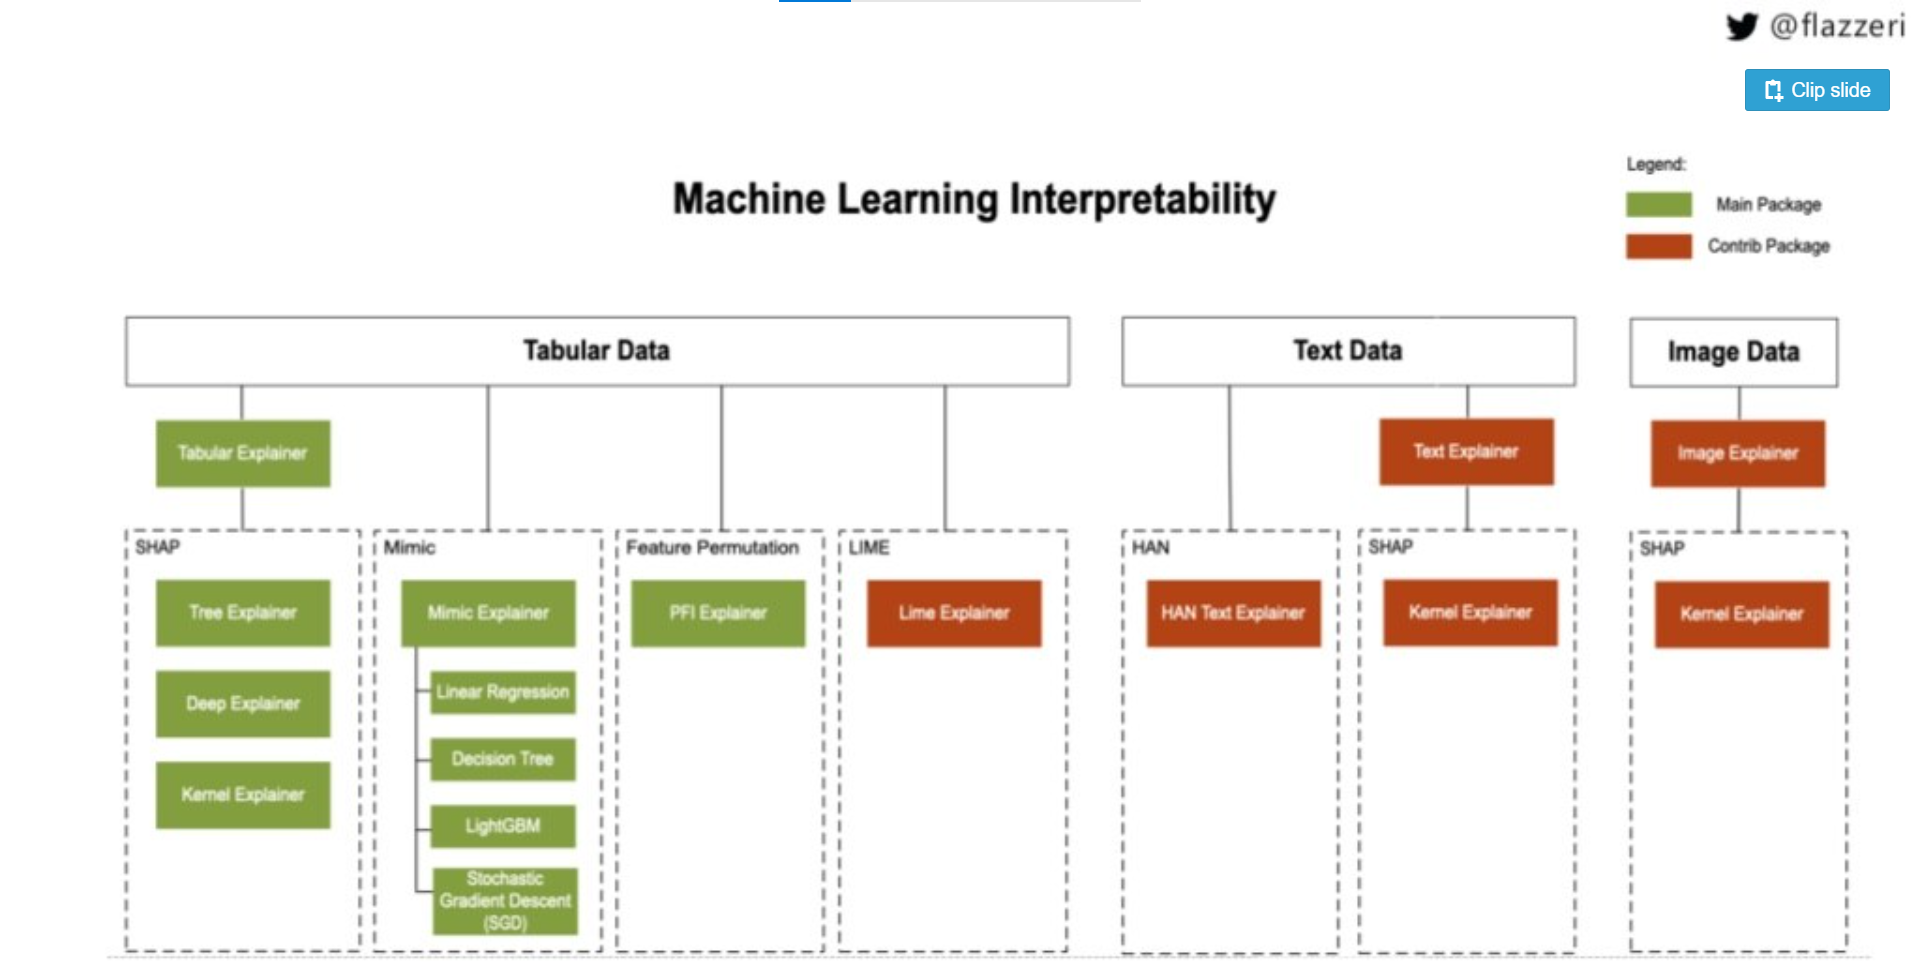 @flazzeri
Clip slide
Legend:
Main Package
Contrib Package
Machine Learning Interpretability
Tabular Data
Text Data
Image Data
Tabular Explainer
Text Explainer
Image Explainer
SHAP
Tree Explainer
Deep Explainer
Kernel Explainer
Mimic
Mimic Explainer
Linear Regression
Decision Tree
LightGBM
Stochastic
Gradient Descent
(SGD)
Feature Permutation
PFI Explainer
LIME
Lime Explainer
HAN
HAN Text Explainer
SHAP
Kernel Explainer
SHAP
Kernel Explainer